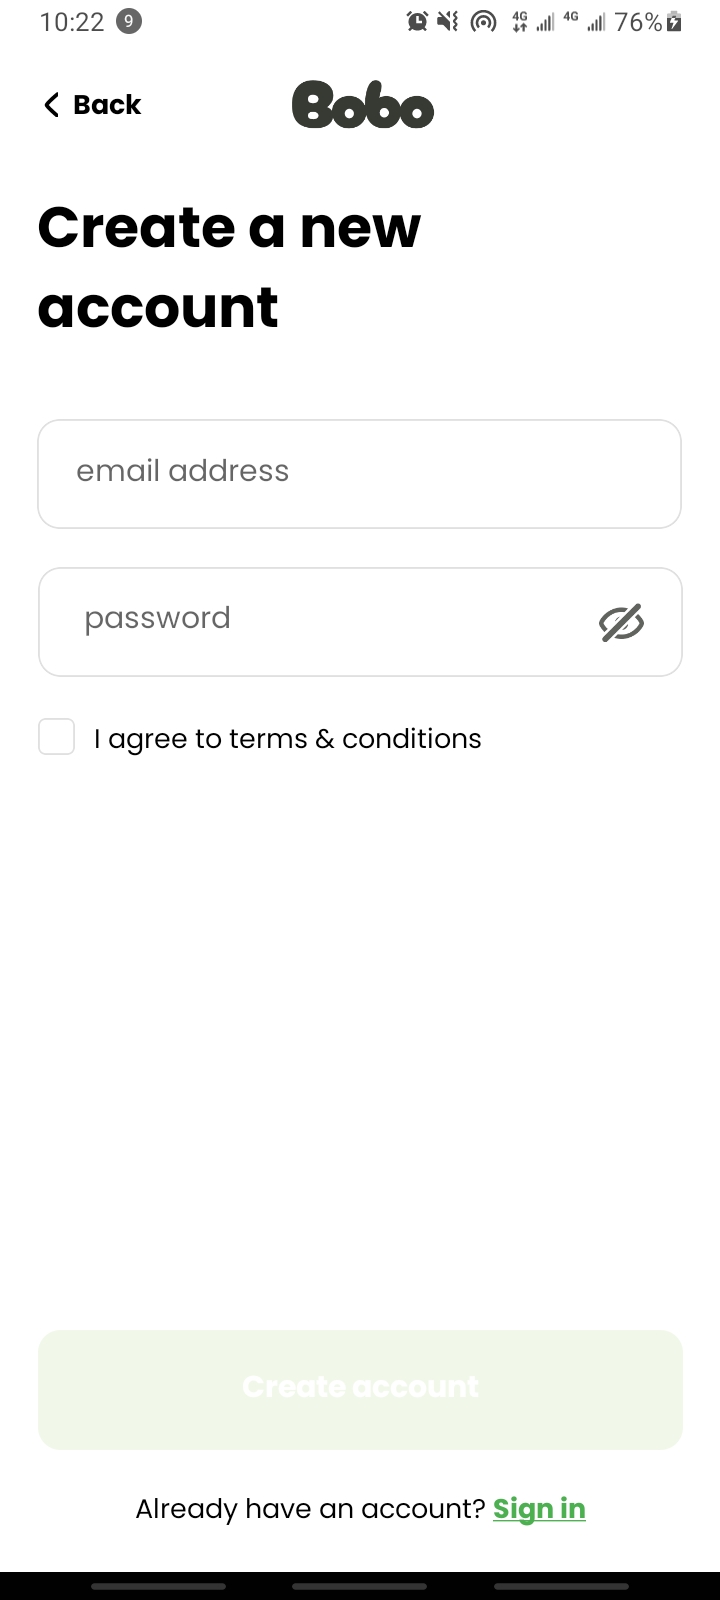 10:22 9 4G 4G 76%
Back Bobo
Create a new
account
email address
password
I agree to terms & conditions
Create account
Already have an account? Sign in